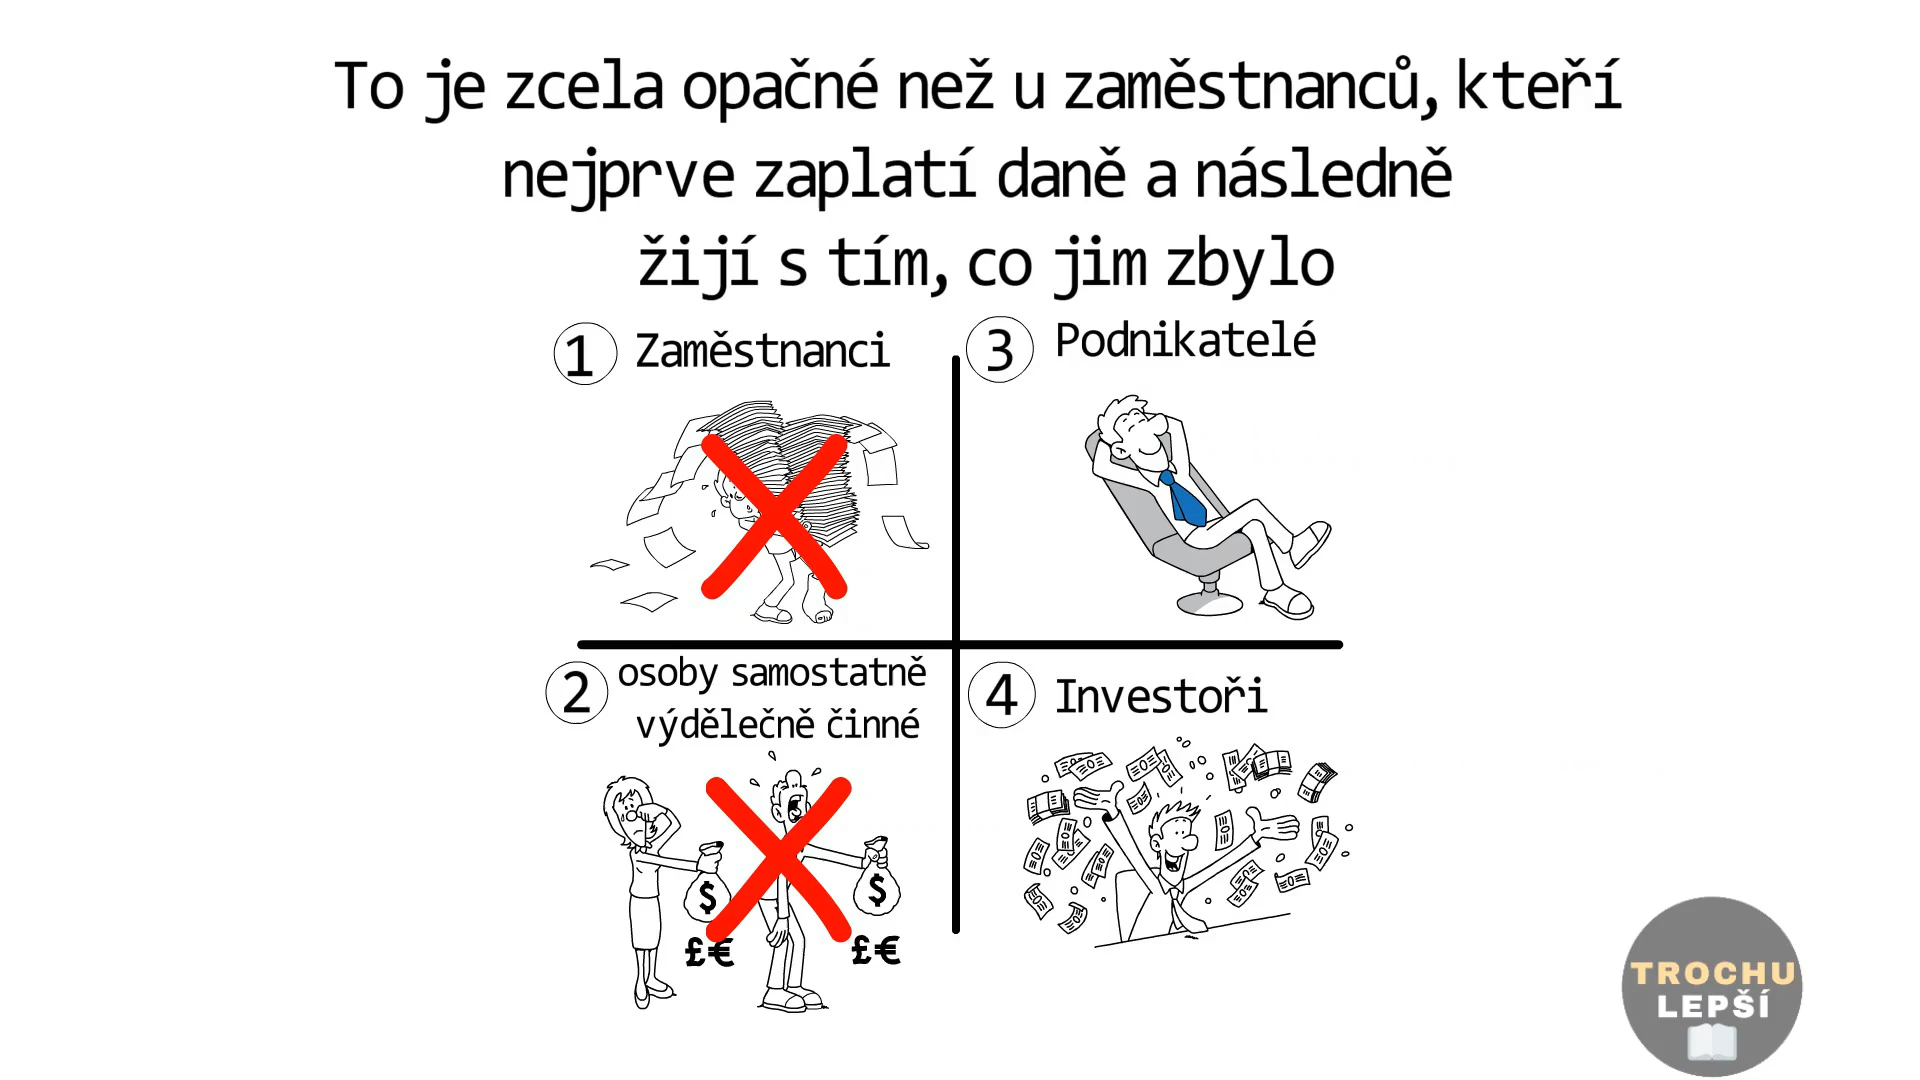 To je zcela opačné než u zaměstnanců, kteří
nejprve zaplatí daně a následně
žijí s tím, co jim zbylo
1 Zaměstnanci
3 Podnikatelé
2 osoby samostatně
výdělečně činné
4 Investoři
$
$
£€
£€
TROCHU
LEPŠÍ